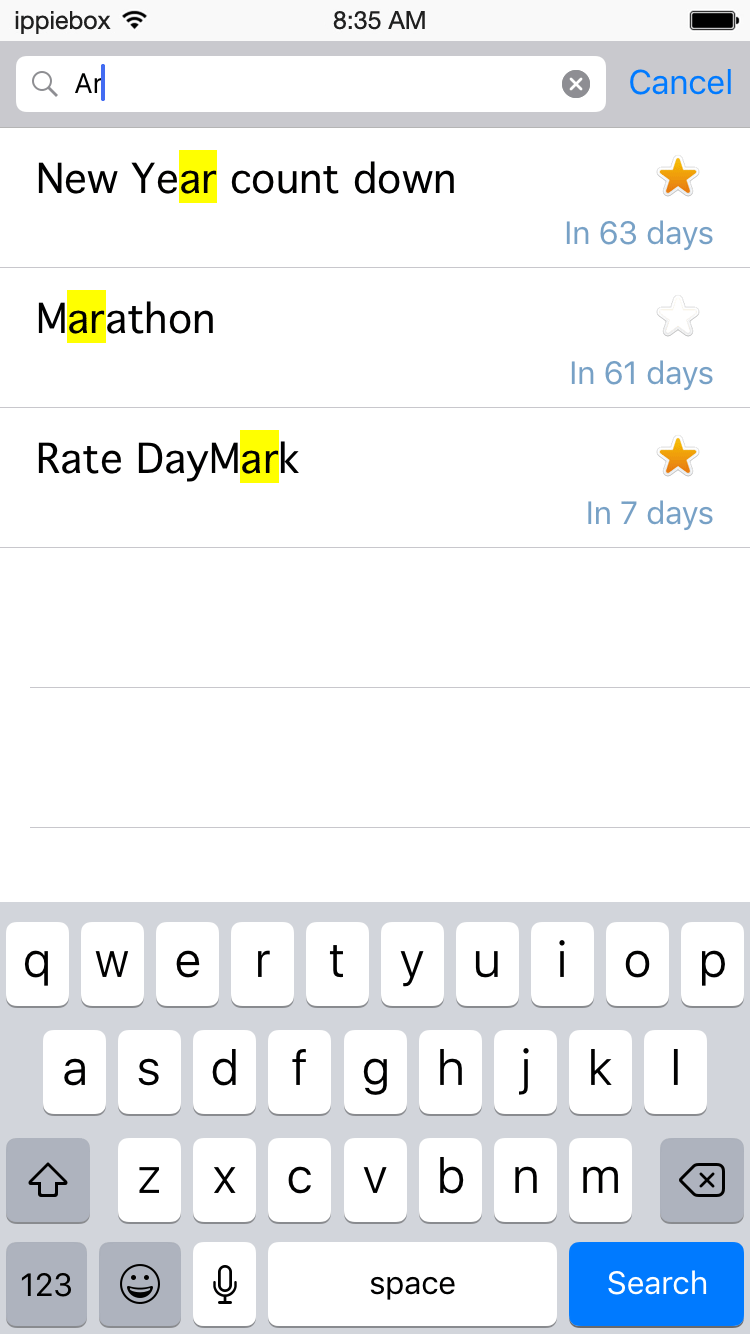 ippiebox 8:35 AM
Ar Cancel
New Year count down
In 63 days
Marathon
In 61 days
Rate DayMark
In 7 days
q w e r t y u i o p
a s d f g h j k l
z x c v b n m
123 space Search